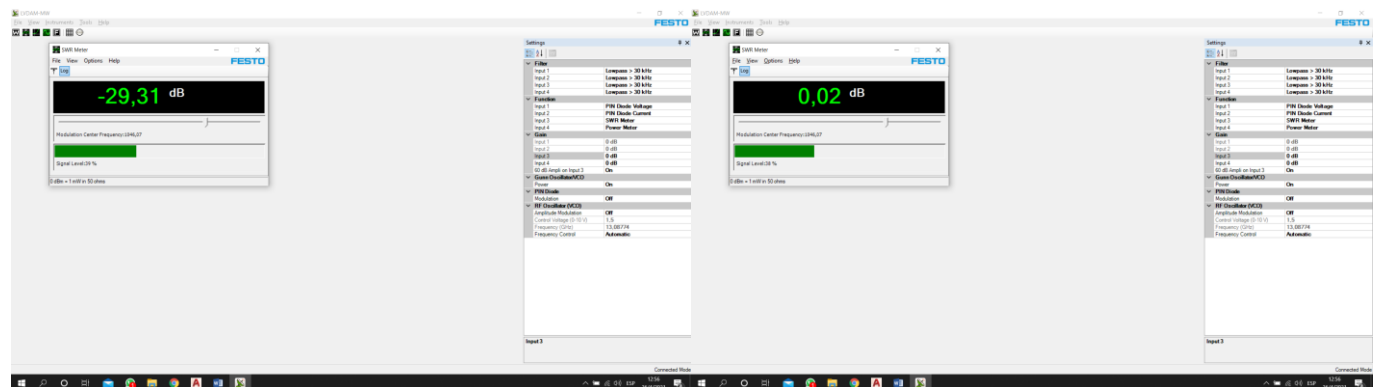 LVDAM-MW
File View Instruments Tools Help
FESTO
SWR Meter
File View Options Help
FESTO
Log
-29,31 dB
Modulation Center Frequency:1046,07
Signal Level:39 %
0 dBm = 1 mW in 50 ohms
Settings
Filter
Input 1 Lowpass > 30 kHz
Input 2 Lowpass > 30 kHz
Input 3 Lowpass > 30 kHz
Input 4 Lowpass > 30 kHz
Function
Input 1 PIN Diode Voltage
Input 2 PIN Diode Current
Input 3 SWR Meter
Input 4 Power Meter
Gain
Input 1 0 dB
Input 2 0 dB
Input 3 0 dB
Input 4 0 dB
60 dB Ampli on Input 3 On
Gunn Oscillator/VCO
Power On
PIN Diode
Modulation Off
RF Oscillator (VCO)
Amplitude Modulation Off
Control Voltage (0-10 V) 1,5
Frequency (GHz) 13,08774
Frequency Control Automatic
Input 3
Connected Mode
ESP
12:56
LVDAM-MW
File View Instruments Tools Help
FESTO
SWR Meter
File View Options Help
FESTO
Log
0,02 dB
Modulation Center Frequency:1046,07
0 dBm = 1 mW in 50 ohms
Settings
Filter
Input 1 Lowpass > 30 kHz
Input 2 Lowpass > 30 kHz
Input 3 Lowpass > 30 kHz
Input 4 Lowpass > 30 kHz
Function
Input 1 PIN Diode Voltage
Input 2 PIN Diode Current
Input 3 SWR Meter
Input 4 Power Meter
Gain
Input 1 0 dB
Input 2 0 dB
Input 3 0 dB
Input 4 0 dB
60 dB Ampli on Input 3 On
Gunn Oscillator/VCO
Power On
PIN Diode
Modulation Off
RF Oscillator (VCO)
Amplitude Modulation Off
Control Voltage (0-10 V) 1,5
Frequency (GHz) 13,08774
Frequency Control Automatic
Input 3
Connected Mode
ESP
12:56